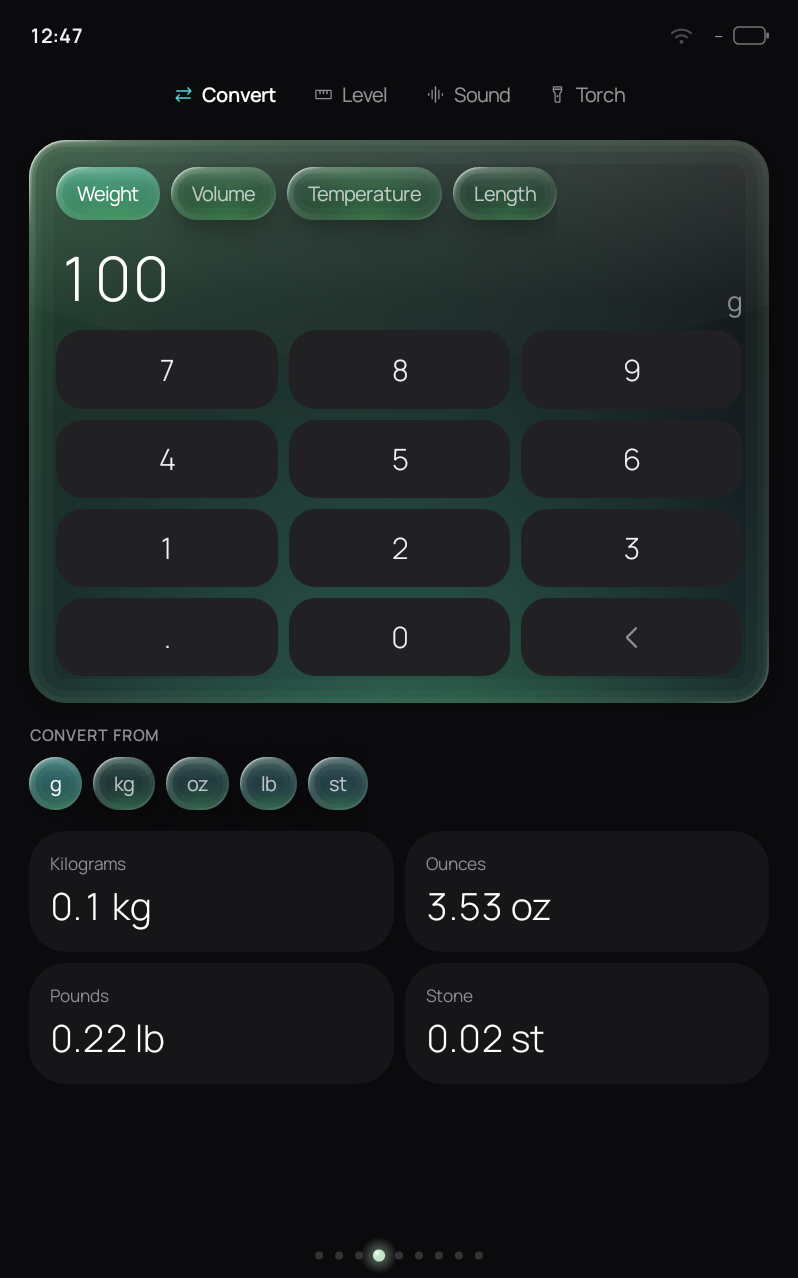 12:47
Convert Level Sound Torch
Weight Volume Temperature Length
100
g
7 8 9
4 5 6
1 2 3
. 0
CONVERT FROM
g kg oz lb st
Kilograms Ounces
0.1 kg 3.53 oz
Pounds Stone
0.22 lb 0.02 st